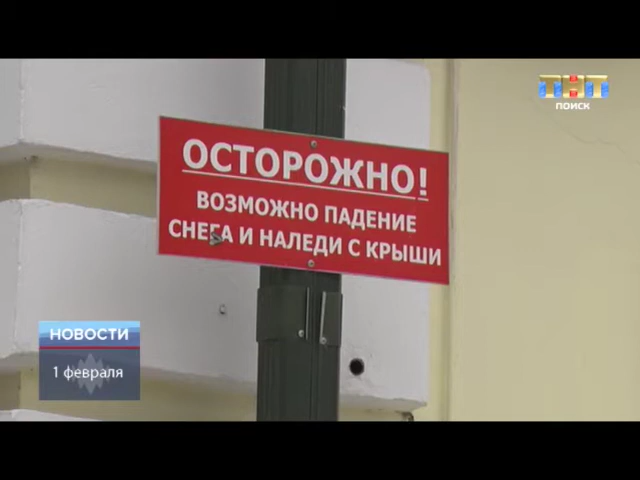 ТНТ
ПОИСК
ОСТОРОЖНО!
ВОЗМОЖНО ПАДЕНИЕ
СНЕГА И НАЛЕДИ С КРЫШИ
НОВОСТИ
1 февраля